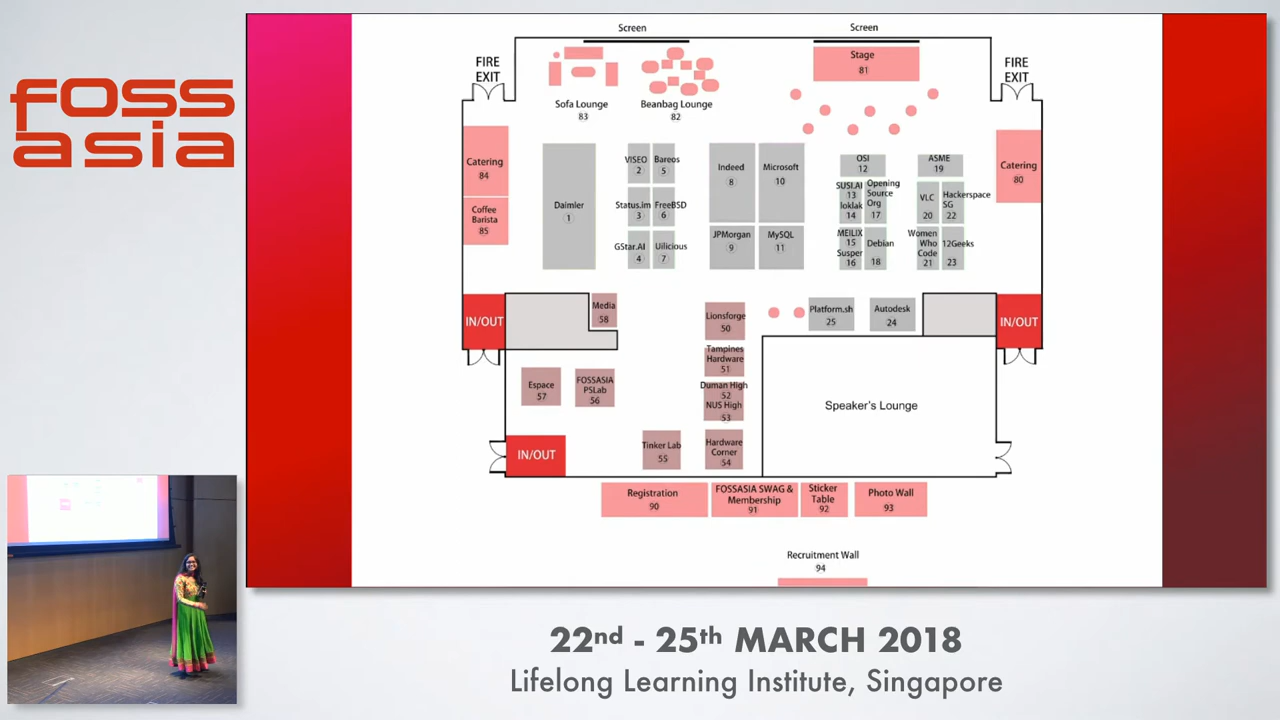 foss
asia
Screen
Screen
FIRE
EXIT
Stage
81
FIRE
EXIT
Sofa Lounge
83
Beanbag Lounge
82
Catering
84
Coffee
Barista
85
Daimler
1
VISEO
2
Bareos
5
Status.im
3
FreeBSD
6
GStar.AI
4
Uilicious
7
Indeed
8
Microsoft
10
JPMorgan
9
MySQL
11
OSI
12
ASME
19
SUSI.AI
13
loklak
14
Opening
Source
Org
17
MEILIX
15
Susper
16
Debian
18
VLC
20
Hackerspace
SG
22
Women
Who
Code
21
12Geeks
23
Catering
80
IN/OUT
Media
58
Lionsforge
50
Platform.sh
25
Autodesk
24
IN/OUT
Tampines
Hardware
51
Espace
57
FOSSASIA
PSLab
56
Duman High
52
NUS High
53
Speaker's Lounge
IN/OUT
Tinker Lab
55
Hardware
Corner
54
Registration
90
FOSSASIA SWAG &
Membership
91
Sticker
Table
92
Photo Wall
93
Recruitment Wall
94
22nd - 25th MARCH 2018
Lifelong Learning Institute, Singapore